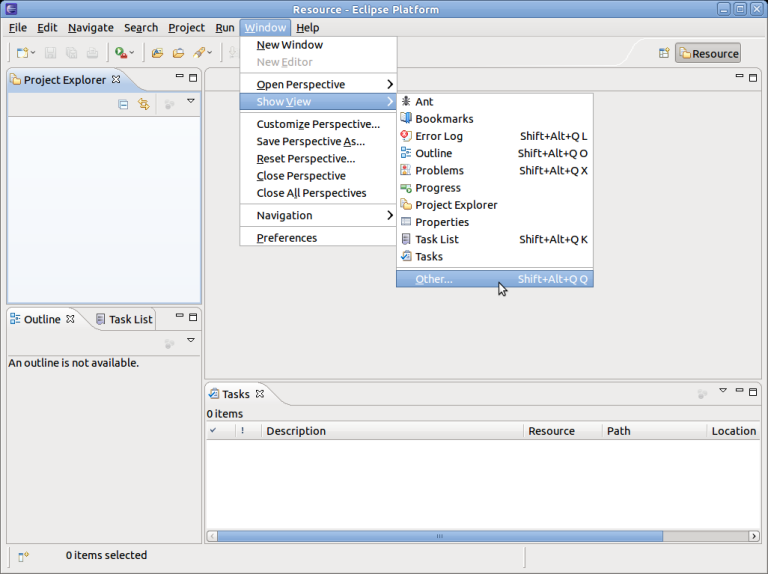 Resource - Eclipse Platform
File Edit Navigate Search Project Run Window Help
Resource
Project Explorer
New Window
New Editor
Open Perspective
Show View
Customize Perspective...
Save Perspective As...
Reset Perspective...
Close Perspective
Close All Perspectives
Navigation
Preferences
Ant
Bookmarks
Error Log Shift+Alt+Q L
Outline Shift+Alt+Q O
Problems Shift+Alt+Q X
Progress
Project Explorer
Properties
Task List Shift+Alt+Q K
Tasks
Other... Shift+Alt+Q Q
Outline Task List
An outline is not available.
Tasks
0 items
! Description Resource Path Location
0 items selected